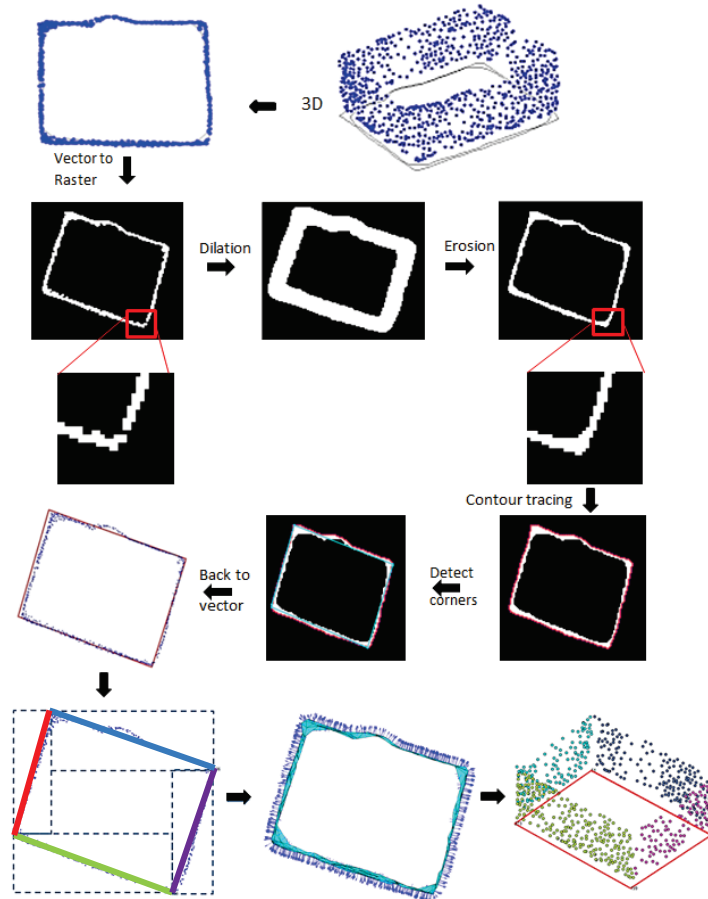 3D
Vector to
Raster
Dilation
Erosion
Contour tracing
Detect
corners
Back to
vector